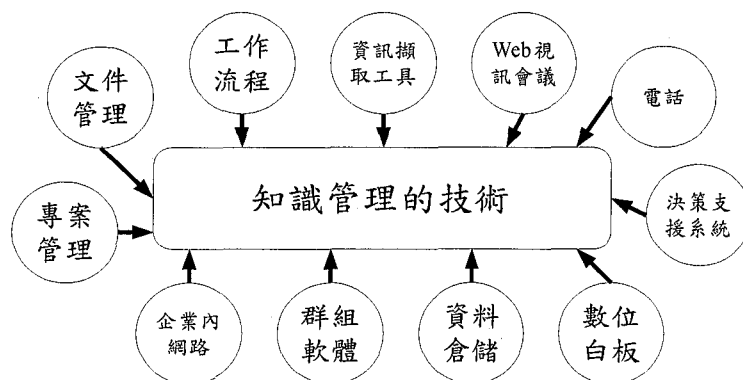 工作
流程
資訊擷
取工具
Web視
訊會議
文件
管理
電話
知識管理的技術
專案
管理
決策支
援系統
企業內
網路
群組
軟體
資料
倉儲
數位
白板